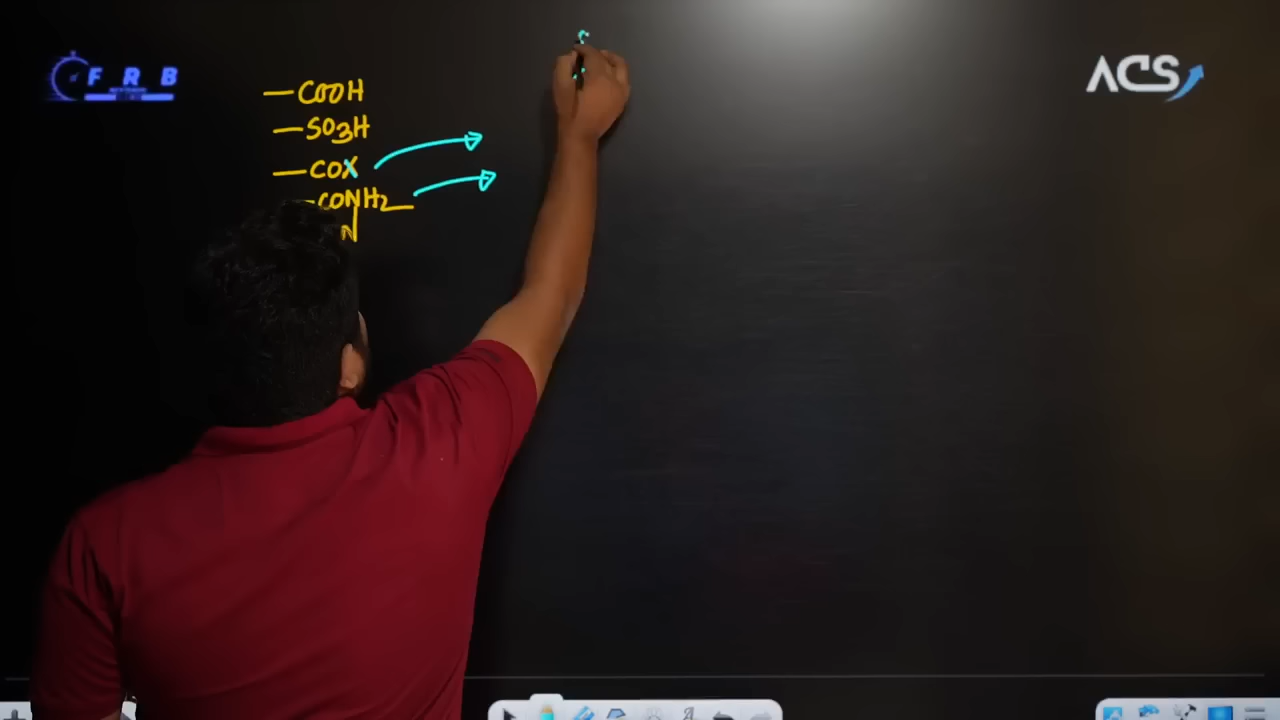 FRB
ACS
—COOH
—SO3H
—COX
—CONH2
N